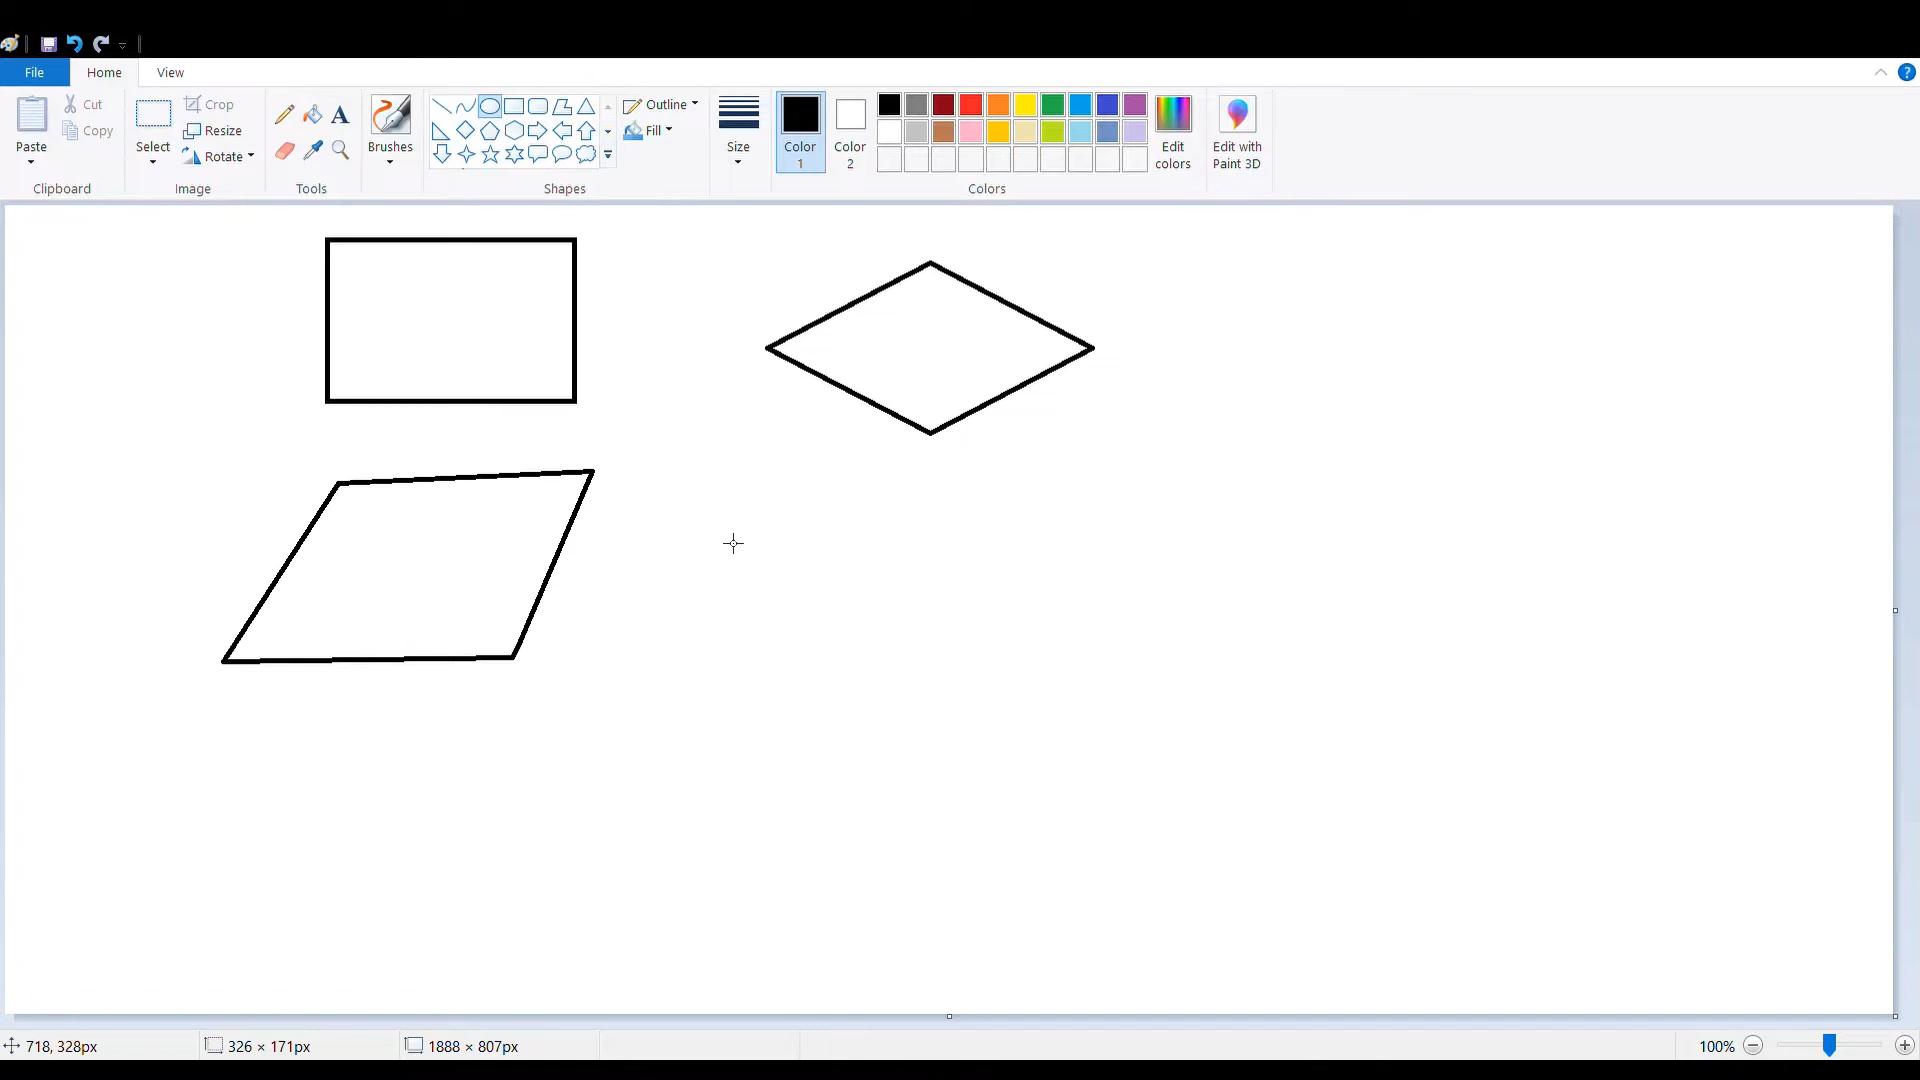 File Home View
Paste
Cut
Copy
Clipboard
Select
Crop
Resize
Rotate
Image
A
Tools
Brushes
Shapes
Outline
Fill
Size
Color 1
Color 2
Colors
Edit colors
Edit with Paint 3D
?
718, 328px 326 × 171px 1888 × 807px 100%